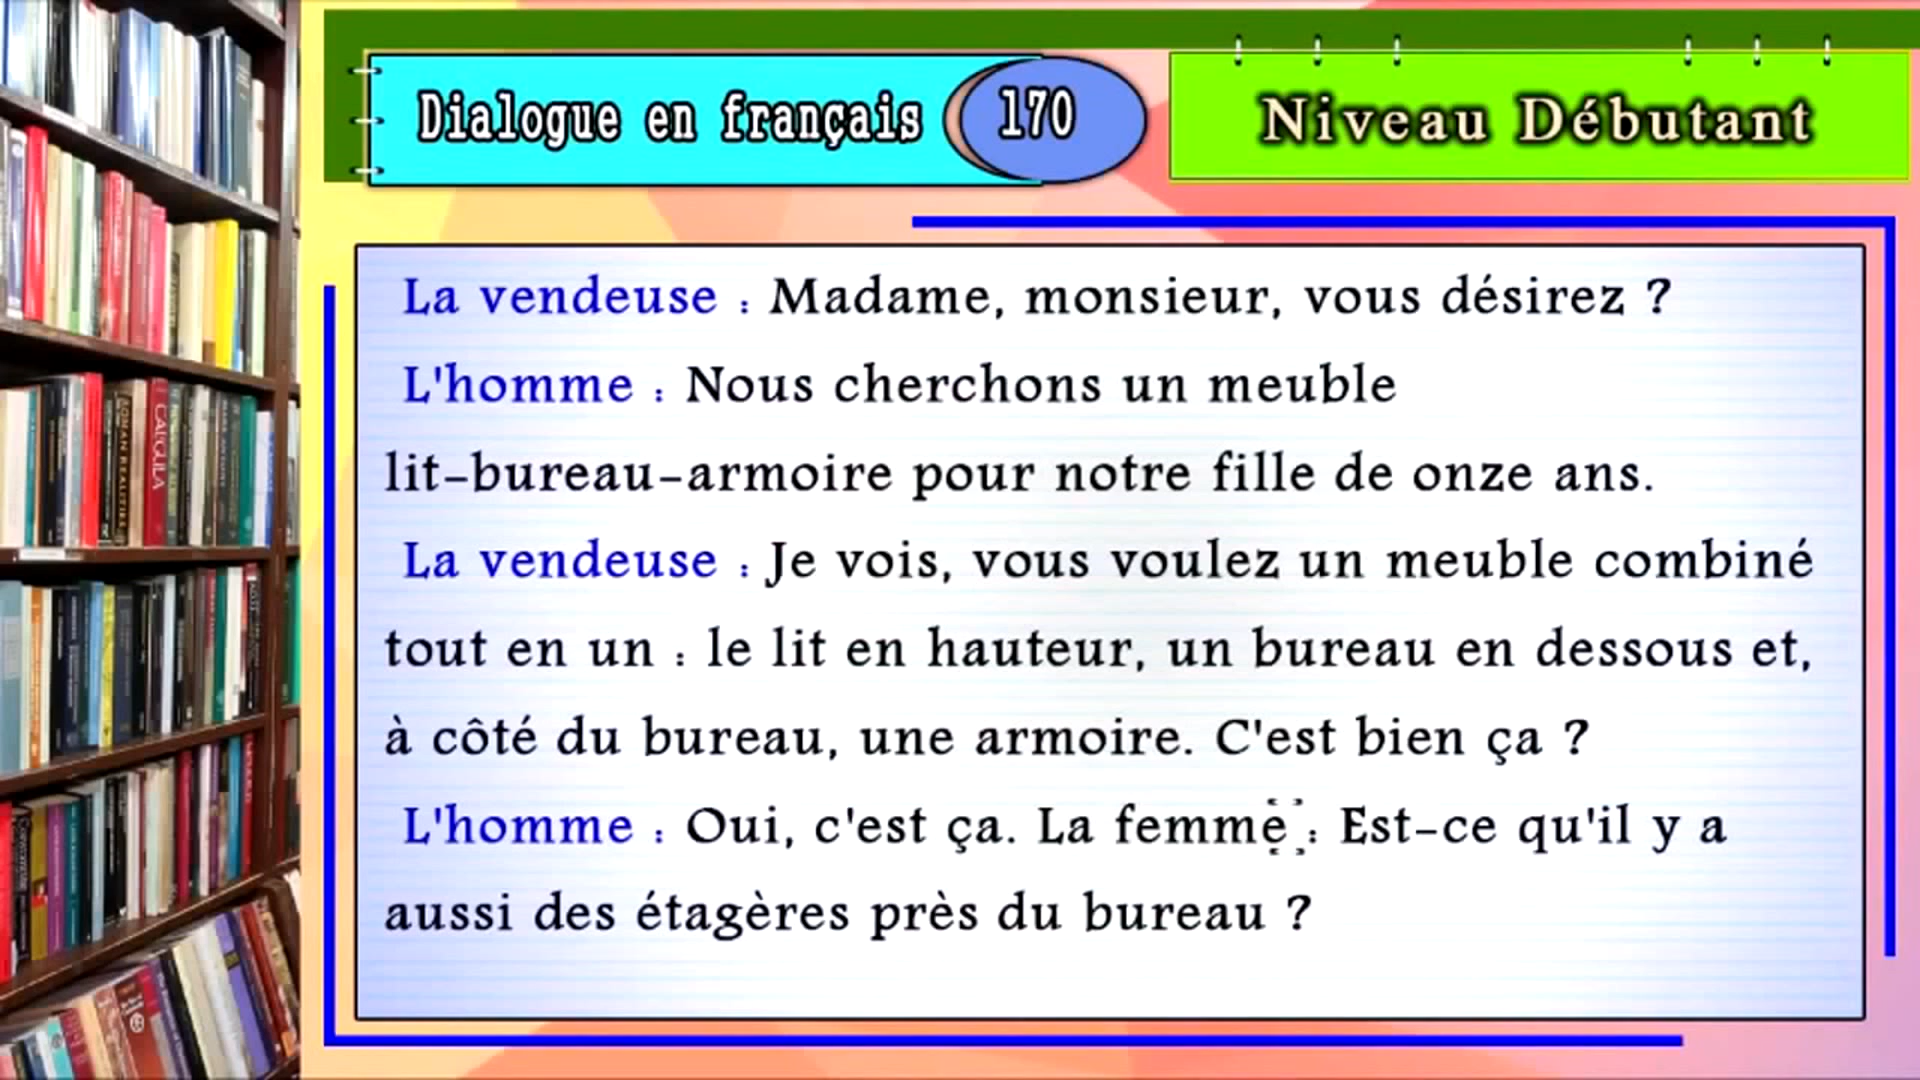 Dialogue en français 170
Niveau Débutant
La vendeuse : Madame, monsieur, vous désirez ?
L'homme : Nous cherchons un meuble
lit-bureau-armoire pour notre fille de onze ans.
La vendeuse : Je vois, vous voulez un meuble combiné
tout en un : le lit en hauteur, un bureau en dessous et,
à côté du bureau, une armoire. C'est bien ça ?
L'homme : Oui, c'est ça. La femme : Est-ce qu'il y a
aussi des étagères près du bureau ?